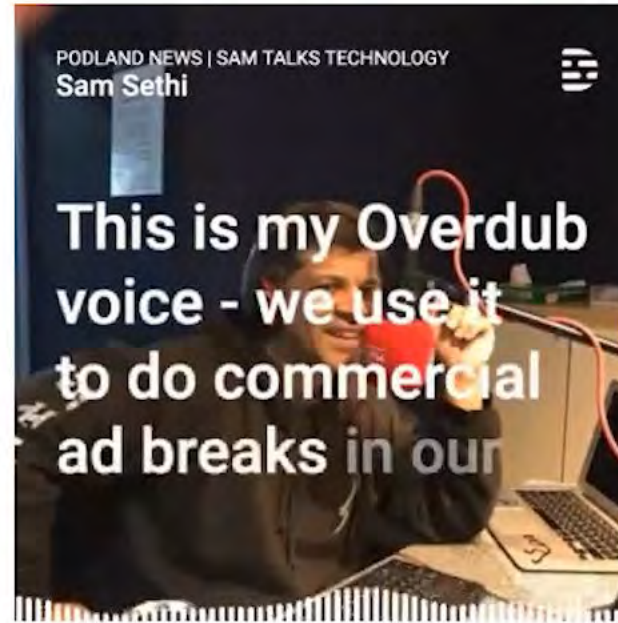 PODLAND NEWS | SAM TALKS TECHNOLOGY
Sam Sethi
This is my Overdub
voice - we use it
to do commercial
ad breaks in our